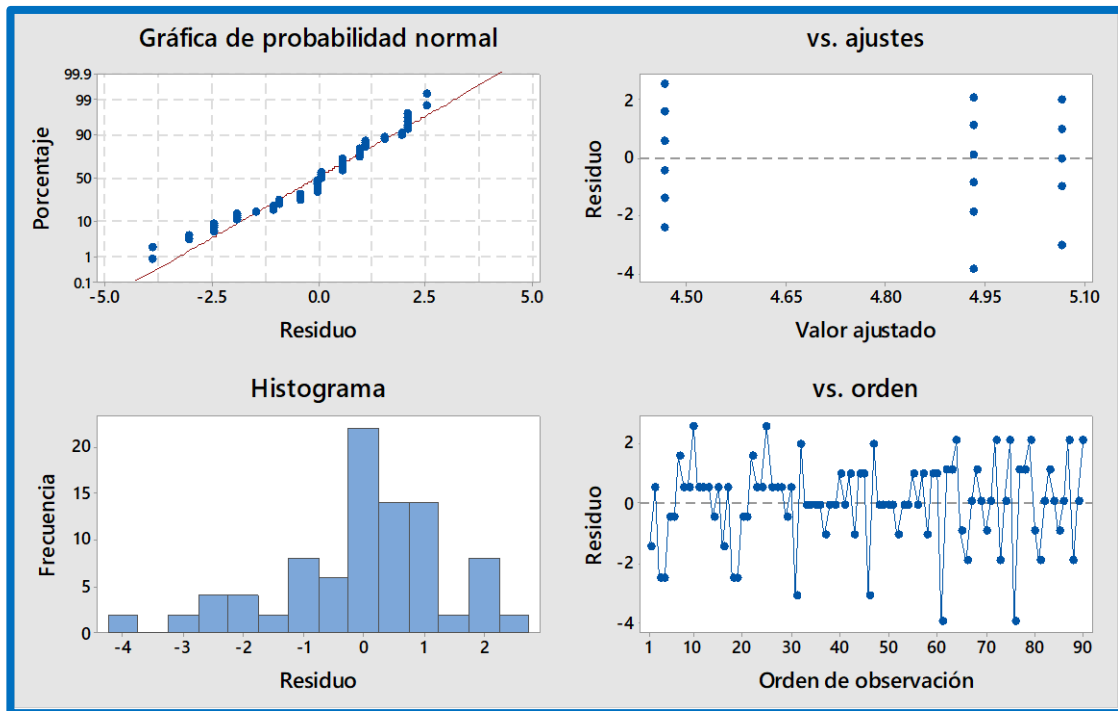 Gráfica de probabilidad normal
99.9
99
90
50
10
1
0.1
Porcentaje
-5.0 -2.5 0.0 2.5 5.0
Residuo
vs. ajustes
2
0
-2
-4
Residuo
4.50 4.65 4.80 4.95 5.10
Valor ajustado
Histograma
20
15
10
5
0
Frecuencia
-4 -3 -2 -1 0 1 2
Residuo
vs. orden
2
0
-2
-4
Residuo
1 10 20 30 40 50 60 70 80 90
Orden de observación